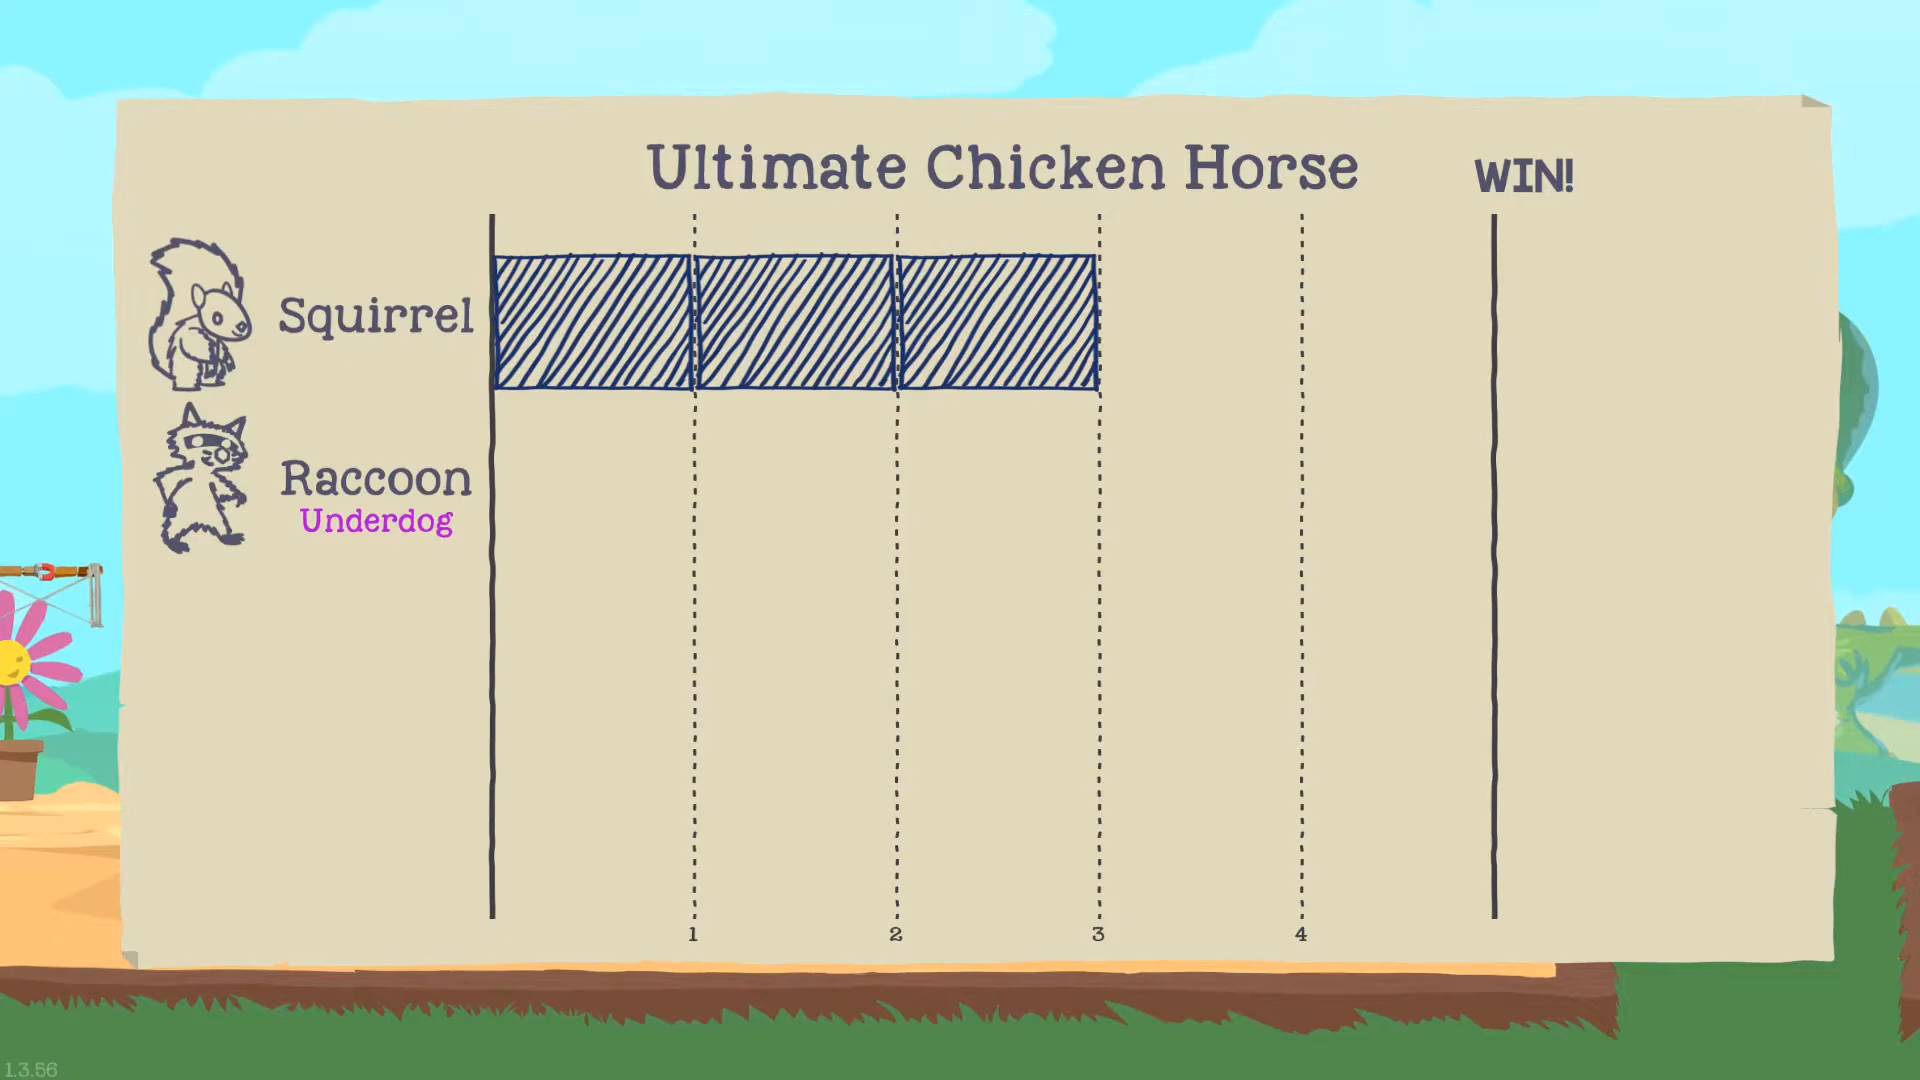 Ultimate Chicken Horse
WIN!
Squirrel
Raccoon
Underdog
1 2 3 4
1.3.56